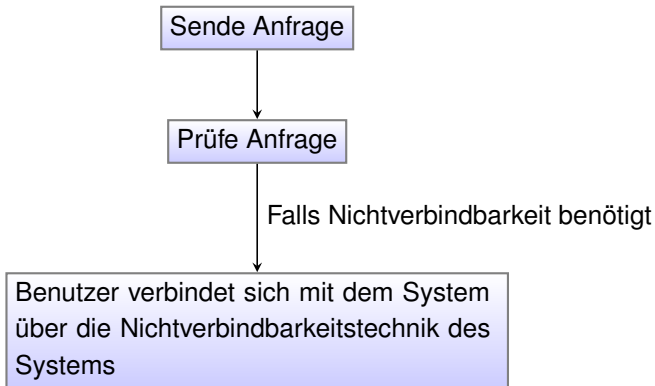 Sende Anfrage
Prüfe Anfrage
Falls Nichtverbindbarkeit benötigt
Benutzer verbindet sich mit dem System
über die Nichtverbindbarkeitstechnik des
Systems